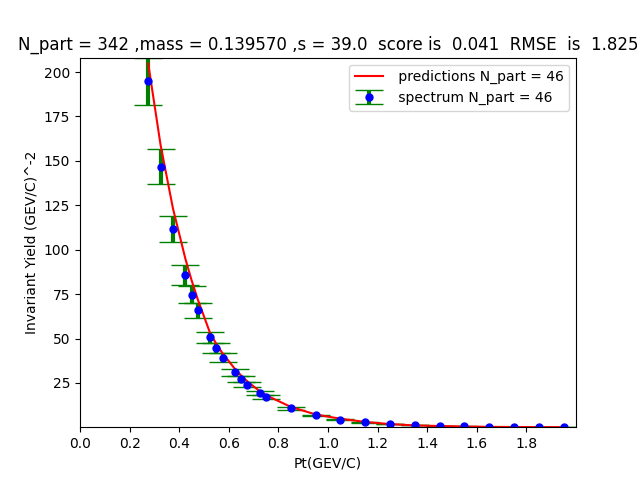 N_part = 342 ,mass = 0.139570 ,s = 39.0  score is  0.041  RMSE  is  1.825
predictions N_part = 46
spectrum N_part = 46
Invariant Yield (GEV/C)^-2
200
175
150
125
100
75
50
25
0.0 0.2 0.4 0.6 0.8 1.0 1.2 1.4 1.6 1.8
Pt(GEV/C)